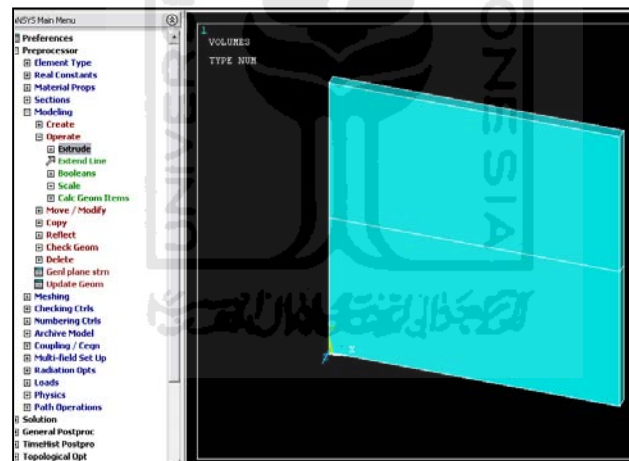 ANSYS Main Menu
Preferences
Preprocessor
Element Type
Real Constants
Material Props
Sections
Modeling
Create
Operate
Extrude
Extend Line
Booleans
Scale
Calc Geom Items
Move / Modify
Copy
Reflect
Check Geom
Delete
Genl plane strn
Update Geom
Meshing
Checking Ctrls
Numbering Ctrls
Archive Model
Coupling / Ceqn
Multi-field Set Up
Radiation Opts
Loads
Physics
Path Operations
Solution
General Postproc
TimeHist Postpro
Topological Opt
1
VOLUMES
TYPE NUM
X